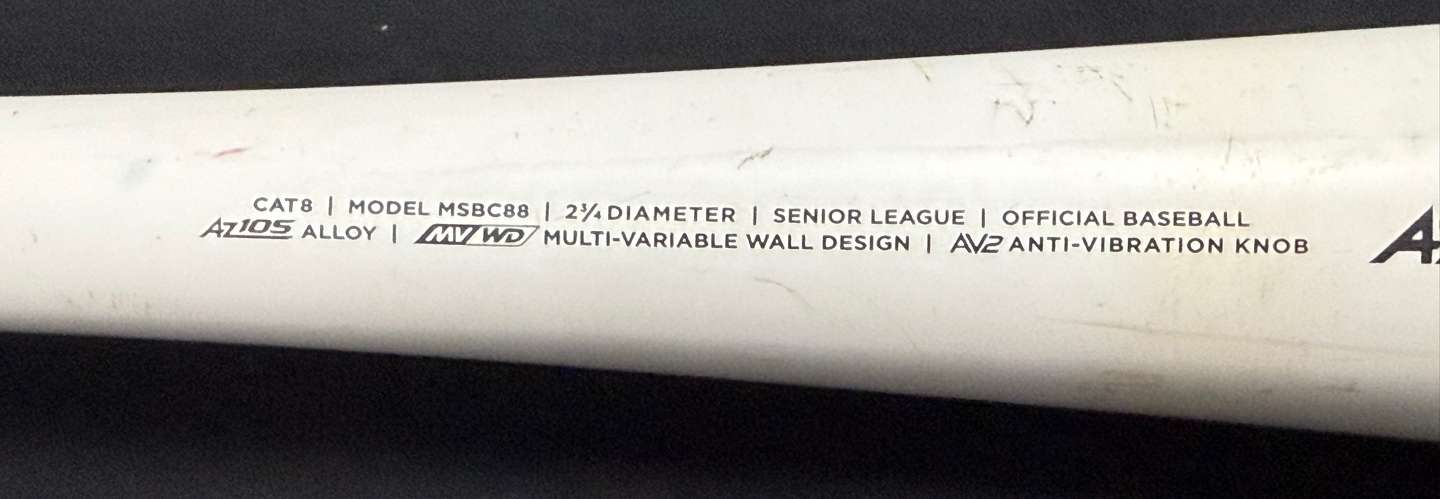 CAT8 | MODEL MSBC88 | 2¾ DIAMETER | SENIOR LEAGUE | OFFICIAL BASEBALL
AZ105 ALLOY | MVWD MULTI-VARIABLE WALL DESIGN | AV2 ANTI-VIBRATION KNOB